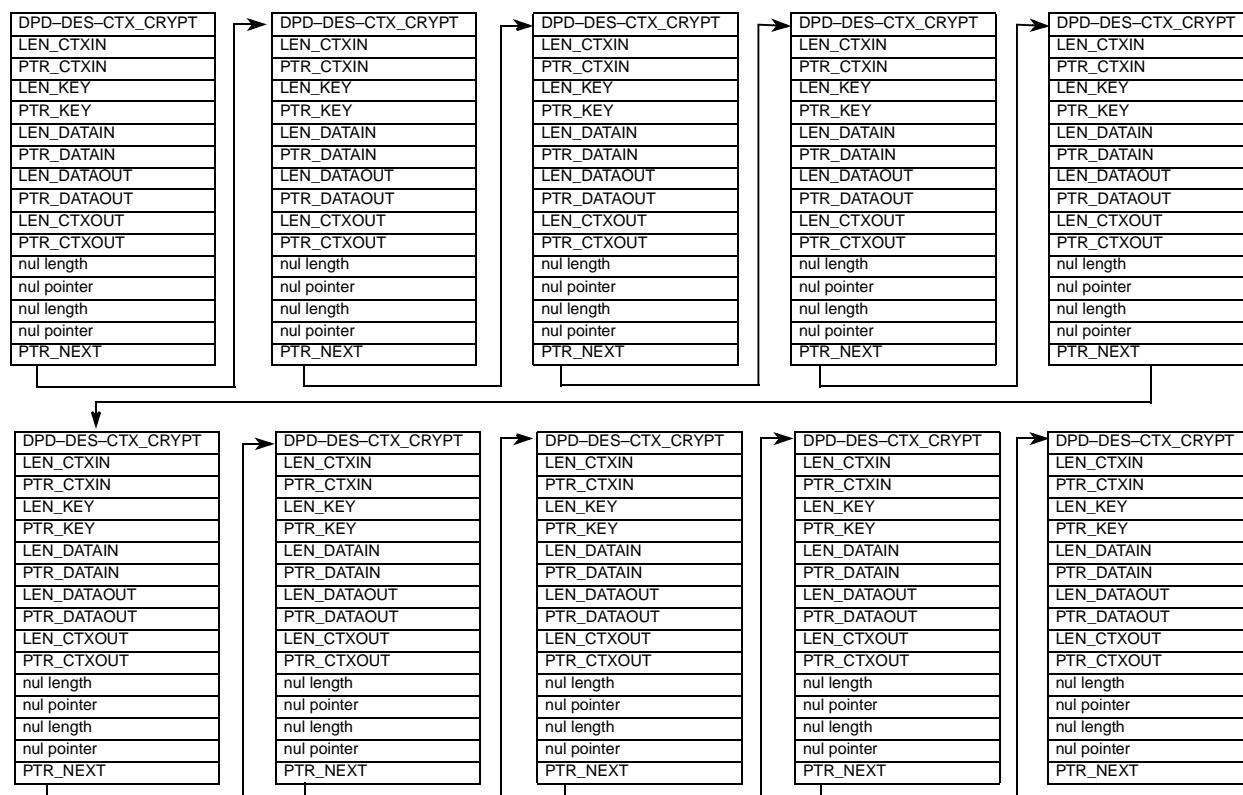 DPD–DES–CTX_CRYPT
LEN_CTXIN
PTR_CTXIN
LEN_KEY
PTR_KEY
LEN_DATAIN
PTR_DATAIN
LEN_DATAOUT
PTR_DATAOUT
LEN_CTXOUT
PTR_CTXOUT
nul length
nul pointer
nul length
nul pointer
PTR_NEXT
DPD–DES–CTX_CRYPT
LEN_CTXIN
PTR_CTXIN
LEN_KEY
PTR_KEY
LEN_DATAIN
PTR_DATAIN
LEN_DATAOUT
PTR_DATAOUT
LEN_CTXOUT
PTR_CTXOUT
nul length
nul pointer
nul length
nul pointer
PTR_NEXT
DPD–DES–CTX_CRYPT
LEN_CTXIN
PTR_CTXIN
LEN_KEY
PTR_KEY
LEN_DATAIN
PTR_DATAIN
LEN_DATAOUT
PTR_DATAOUT
LEN_CTXOUT
PTR_CTXOUT
nul length
nul pointer
nul length
nul pointer
PTR_NEXT
DPD–DES–CTX_CRYPT
LEN_CTXIN
PTR_CTXIN
LEN_KEY
PTR_KEY
LEN_DATAIN
PTR_DATAIN
LEN_DATAOUT
PTR_DATAOUT
LEN_CTXOUT
PTR_CTXOUT
nul length
nul pointer
nul length
nul pointer
PTR_NEXT
DPD–DES–CTX_CRYPT
LEN_CTXIN
PTR_CTXIN
LEN_KEY
PTR_KEY
LEN_DATAIN
PTR_DATAIN
LEN_DATAOUT
PTR_DATAOUT
LEN_CTXOUT
PTR_CTXOUT
nul length
nul pointer
nul length
nul pointer
PTR_NEXT
DPD–DES–CTX_CRYPT
LEN_CTXIN
PTR_CTXIN
LEN_KEY
PTR_KEY
LEN_DATAIN
PTR_DATAIN
LEN_DATAOUT
PTR_DATAOUT
LEN_CTXOUT
PTR_CTXOUT
nul length
nul pointer
nul length
nul pointer
PTR_NEXT
DPD–DES–CTX_CRYPT
LEN_CTXIN
PTR_CTXIN
LEN_KEY
PTR_KEY
LEN_DATAIN
PTR_DATAIN
LEN_DATAOUT
PTR_DATAOUT
LEN_CTXOUT
PTR_CTXOUT
nul length
nul pointer
nul length
nul pointer
PTR_NEXT
DPD–DES–CTX_CRYPT
LEN_CTXIN
PTR_CTXIN
LEN_KEY
PTR_KEY
LEN_DATAIN
PTR_DATAIN
LEN_DATAOUT
PTR_DATAOUT
LEN_CTXOUT
PTR_CTXOUT
nul length
nul pointer
nul length
nul pointer
PTR_NEXT
DPD–DES–CTX_CRYPT
LEN_CTXIN
PTR_CTXIN
LEN_KEY
PTR_KEY
LEN_DATAIN
PTR_DATAIN
LEN_DATAOUT
PTR_DATAOUT
LEN_CTXOUT
PTR_CTXOUT
nul length
nul pointer
nul length
nul pointer
PTR_NEXT
DPD–DES–CTX_CRYPT
LEN_CTXIN
PTR_CTXIN
LEN_KEY
PTR_KEY
LEN_DATAIN
PTR_DATAIN
LEN_DATAOUT
PTR_DATAOUT
LEN_CTXOUT
PTR_CTXOUT
nul length
nul pointer
nul length
nul pointer
PTR_NEXT